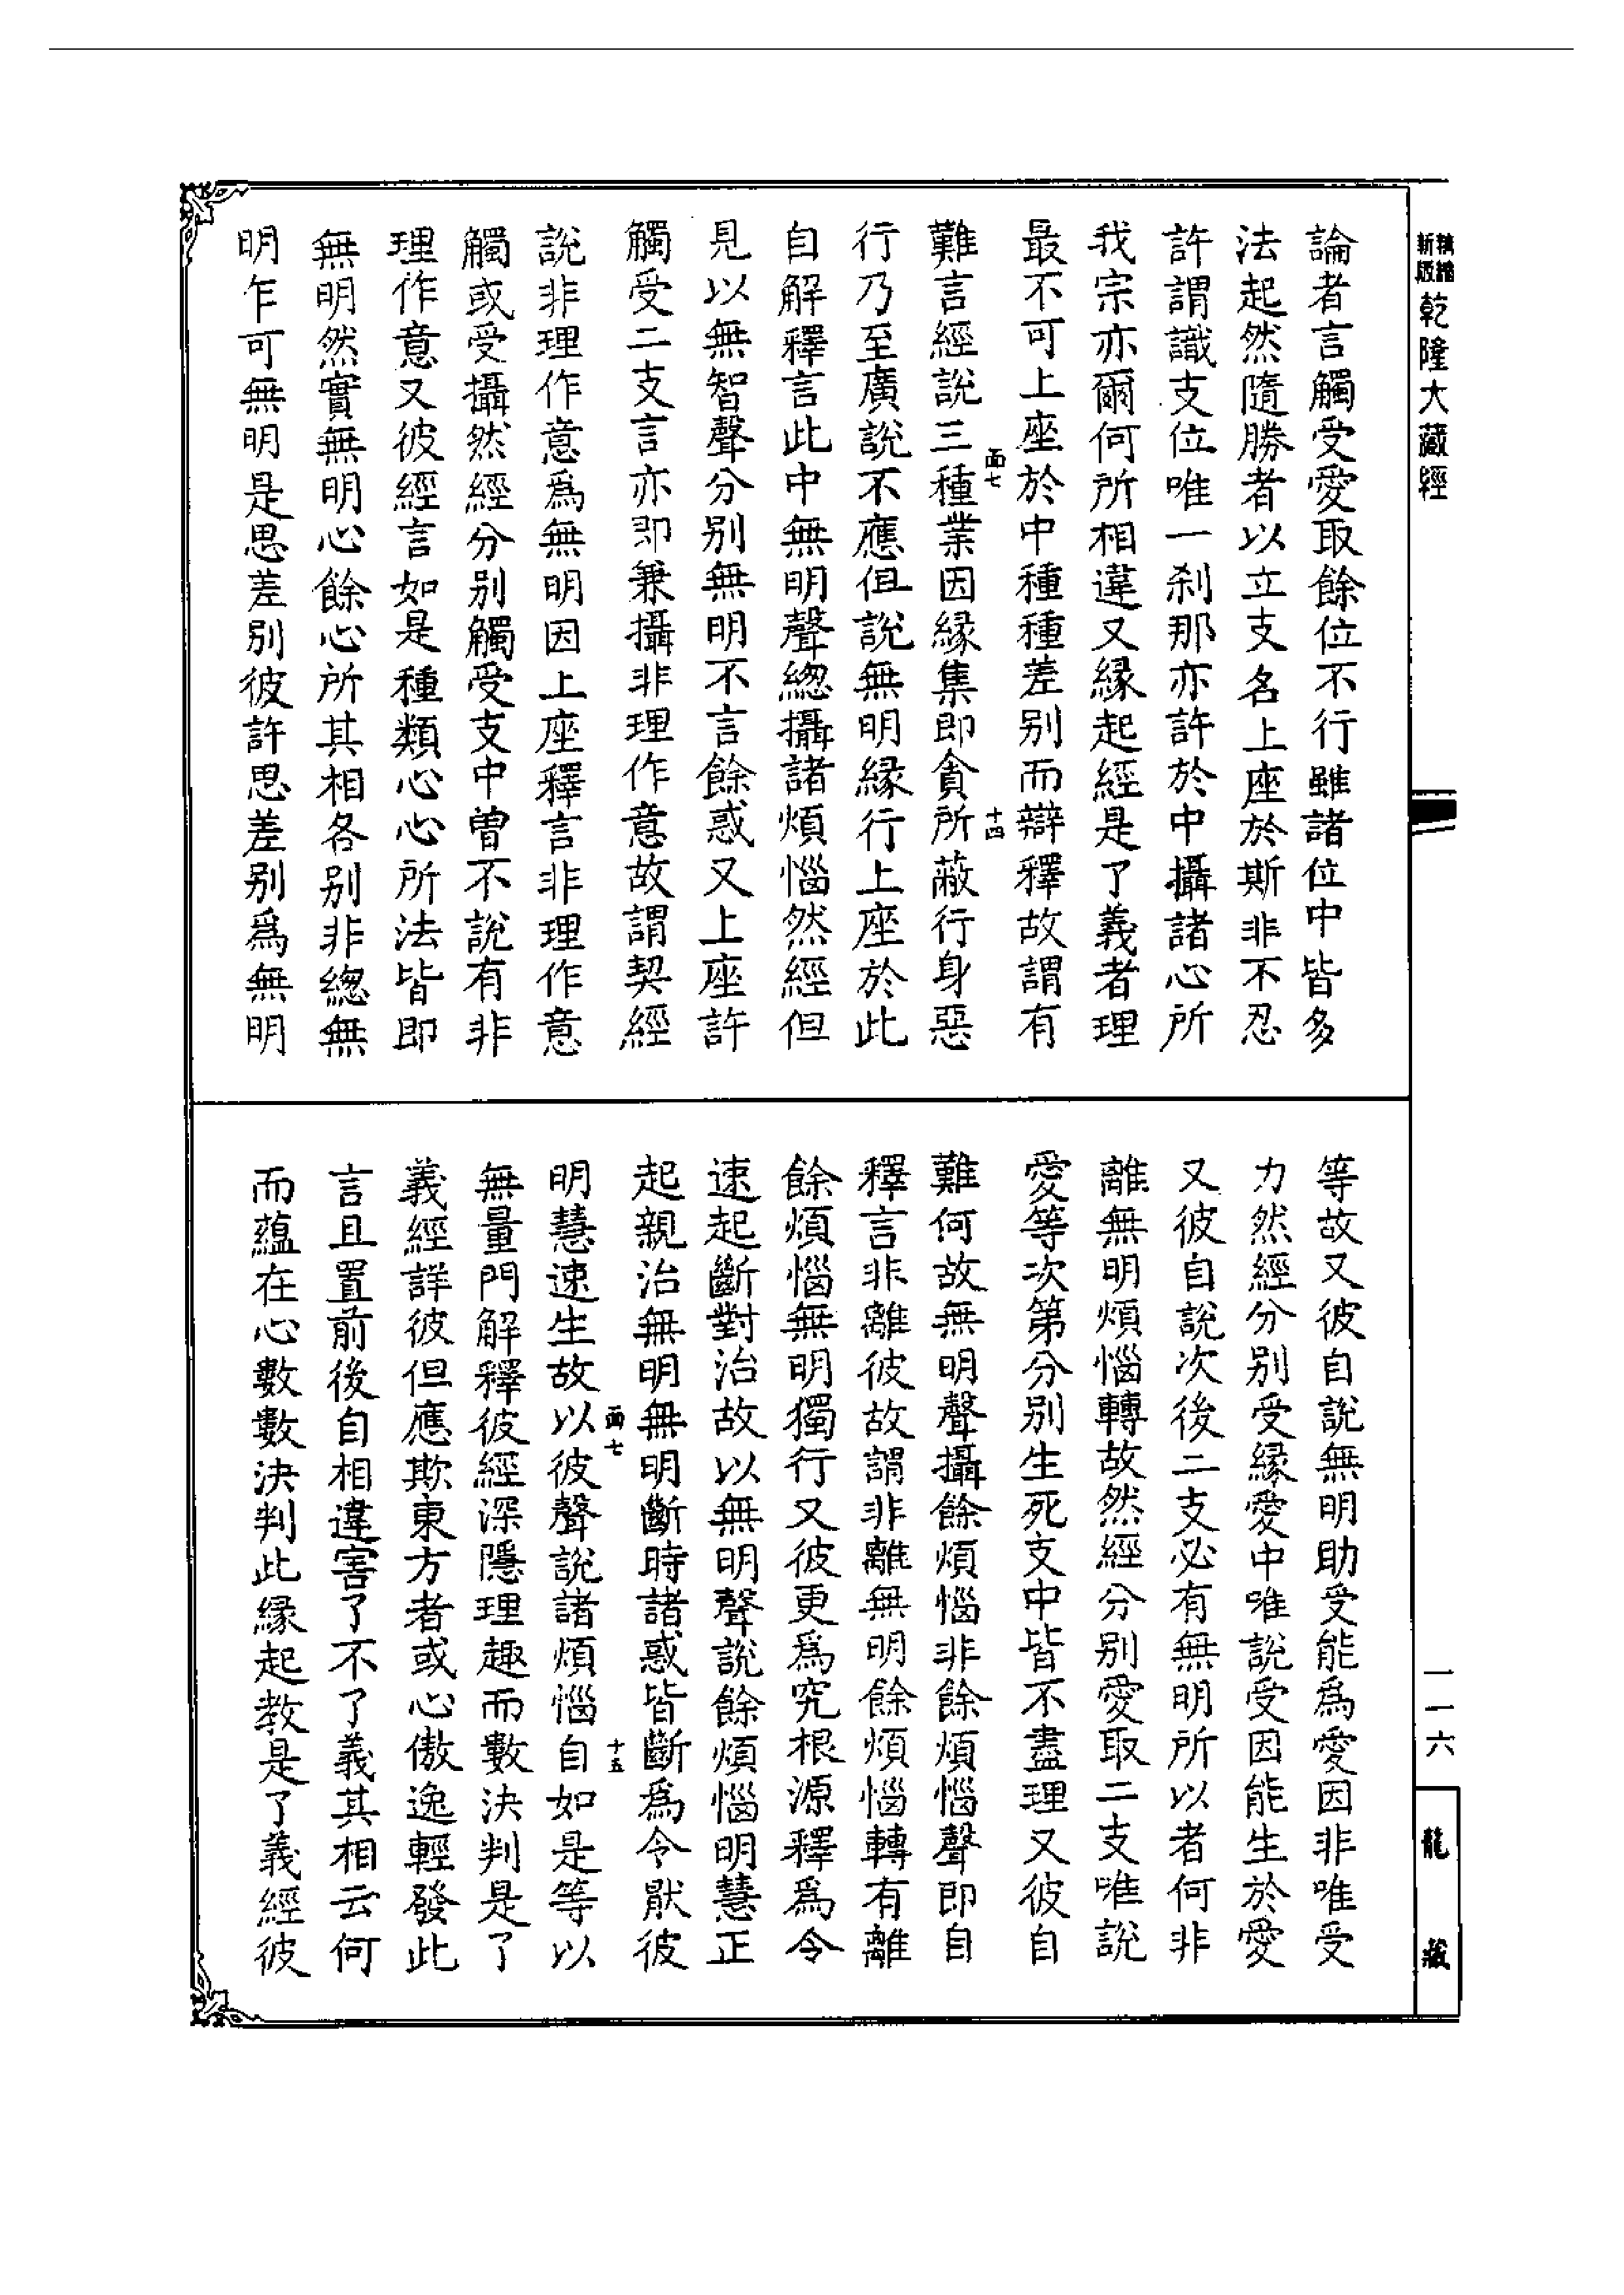 精縮新版乾隆大藏經
論者言觸受愛取餘位不行雖諸位中皆多
法起然隨勝者以立支名上座於斯非不忍
許謂識支位唯一刹那亦許於中攝諸心所
我宗亦爾何所相違又緣起經是了義者理
最不可上座於中種種差别而辯釋故謂有
面七
十四
難言經說三種業因緣集即貪所蔽行身惡
行乃至廣說不應但說無明緣行上座於此
自解釋言此中無明聲緫攝諸煩惱然經但
見以無智聲分别無明不言餘惑又上座許
觸受二支言亦即兼攝非理作意故謂契經
說非理作意爲無明因上座釋言非理作意
觸或受攝然經分别觸受支中曾不說有非
理作意又彼經言如是種類心心所法皆即
無明然實無明心餘心所其相各别非緫無
明乍可無明是思差别彼許思差别爲無明
等故又彼自說無明助受能爲愛因非唯受
力然經分别受緣愛中唯說受因能生於愛
又彼自說次後二支必有無明所以者何非
離無明煩惱轉故然經分别愛取二支唯說
愛等次第分别生死支中皆不盡理又彼自
難何故無明聲攝餘煩惱非餘煩惱聲即自
釋言非離彼故謂非離無明餘煩惱轉有離
餘煩惱無明獨行又彼更爲究根源釋爲令
速起斷對治故以無明聲說餘煩惱明慧正
起親治無明無明斷時諸惑皆斷爲令猒彼
面七
十五
明慧速生故以彼聲說諸煩惱自如是等以
無量門解釋彼經深隱理趣而數決判是了
義經詳彼但應欺東方者或心傲逸輕發此
言且置前後自相違害了不了義其相云何
而蘊在心數數決判此緣起教是了義經彼
一一六
龍藏